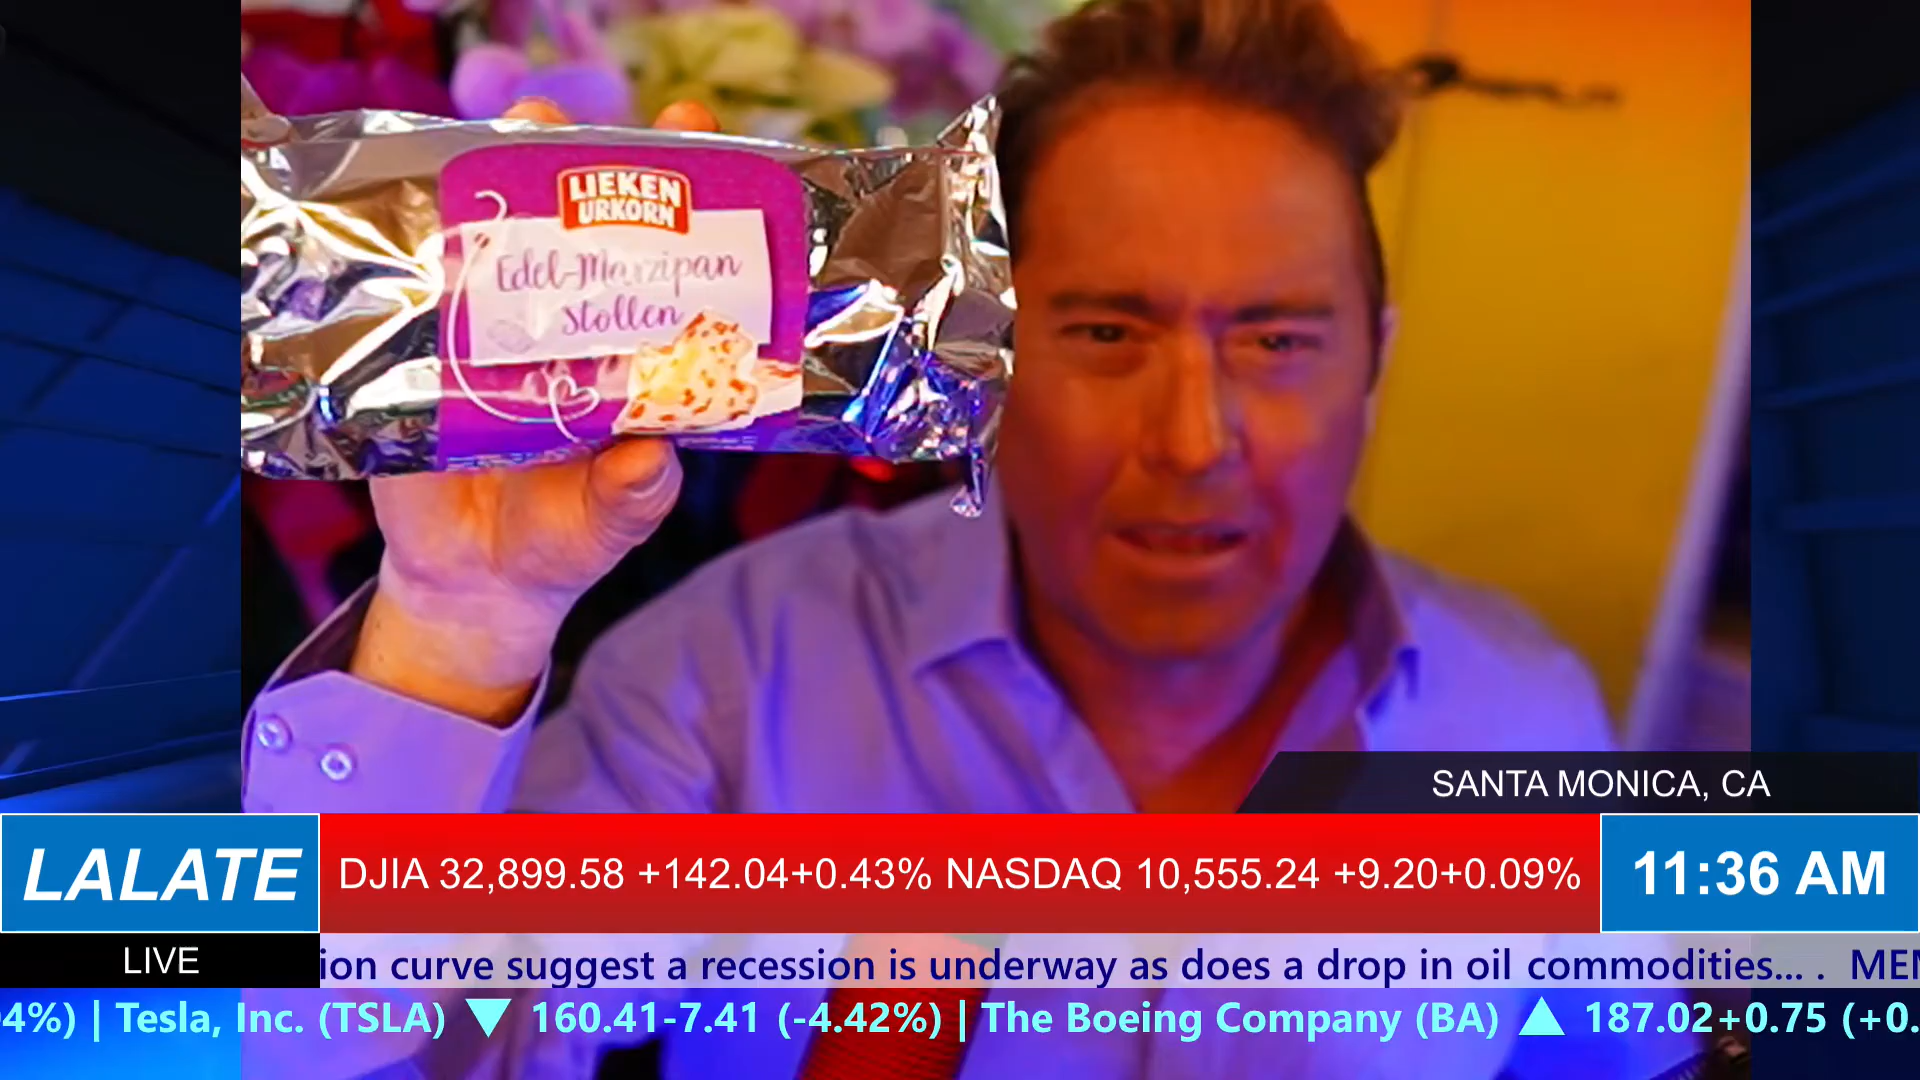 LIEKEN
URKORN
Edel-Marzipan
stollen
SANTA MONICA, CA
LALATE
DJIA 32,899.58 +142.04+0.43% NASDAQ 10,555.24 +9.20+0.09%
11:36 AM
LIVE
ion curve suggest a recession is underway as does a drop in oil commodities... .
4%) | Tesla, Inc. (TSLA) ▼ 160.41-7.41 (-4.42%) | The Boeing Company (BA) ▲ 187.02+0.75 (+0.